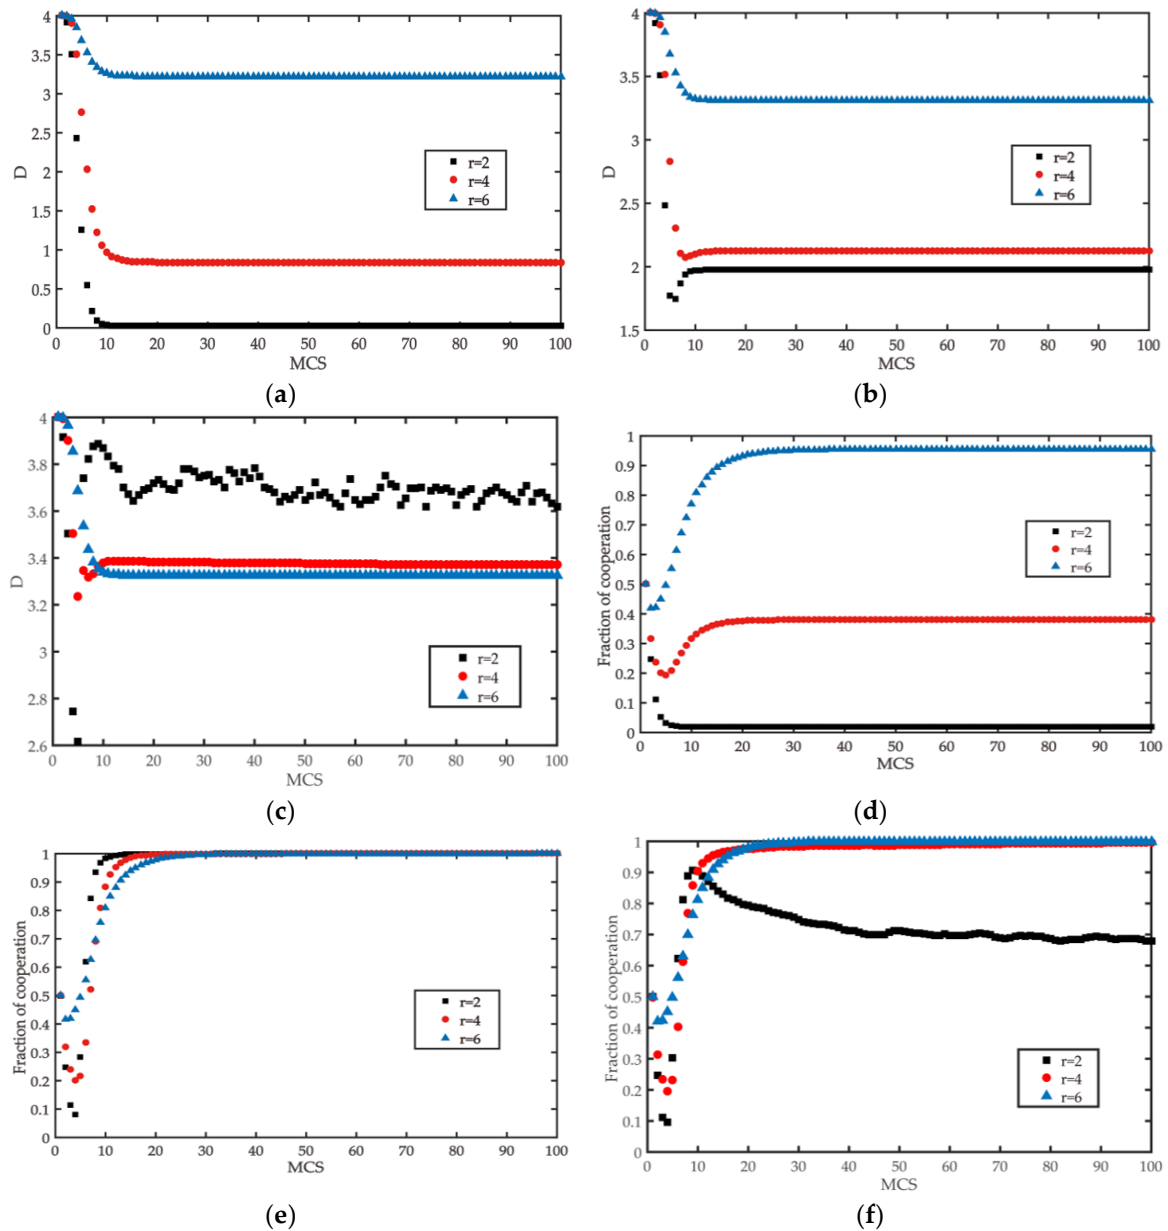 4
3.5
3
2.5
2
1.5
1
0.5
0
D
r=2
r=4
r=6
0 10 20 30 40 50 60 70 80 90 100
MCS
(a)
4
3.5
3
2.5
2
1.5
D
r=2
r=4
r=6
0 10 20 30 40 50 60 70 80 90 100
MCS
(b)
4
3.8
3.6
3.4
3.2
3
2.8
2.6
D
r=2
r=4
r=6
0 10 20 30 40 50 60 70 80 90 100
MCS
(c)
1
0.9
0.8
0.7
0.6
0.5
0.4
0.3
0.2
0.1
0
Fraction of cooperation
r=2
r=4
r=6
0 10 20 30 40 50 60 70 80 90 100
MCS
(d)
1
0.9
0.8
0.7
0.6
0.5
0.4
0.3
0.2
0.1
0
Fraction of cooperation
r=2
r=4
r=6
0 10 20 30 40 50 60 70 80 90 100
MCS
(e)
1
0.9
0.8
0.7
0.6
0.5
0.4
0.3
0.2
0.1
0
Fraction of cooperation
r=2
r=4
r=6
0 10 20 30 40 50 60 70 80 90 100
MCS
(f)